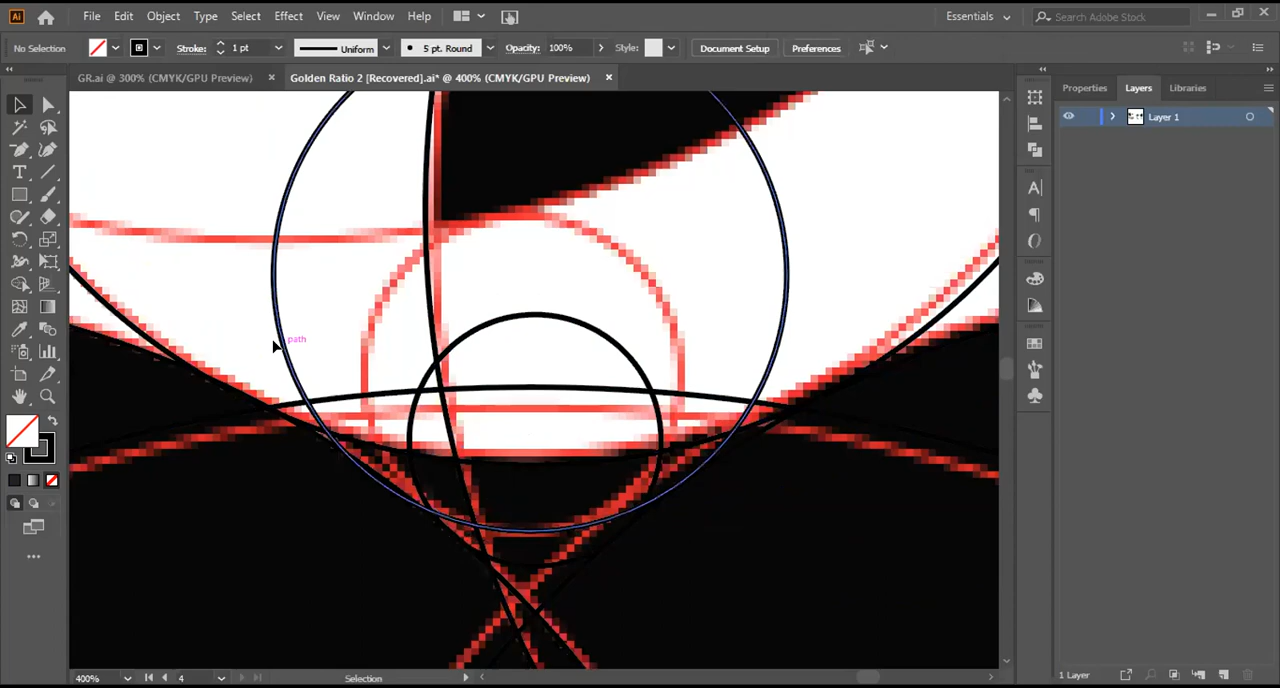 Ai File Edit Object Type Select Effect View Window Help Essentials Search Adobe Stock
No Selection Stroke: 1 pt Uniform 5 pt. Round Opacity: 100% Style: Document Setup Preferences
GR.ai @ 300% (CMYK/GPU Preview) × Golden Ratio 2 [Recovered].ai* @ 400% (CMYK/GPU Preview) ×
Properties Layers Libraries
Layer 1
path
400% 4 Selection
1 Layer